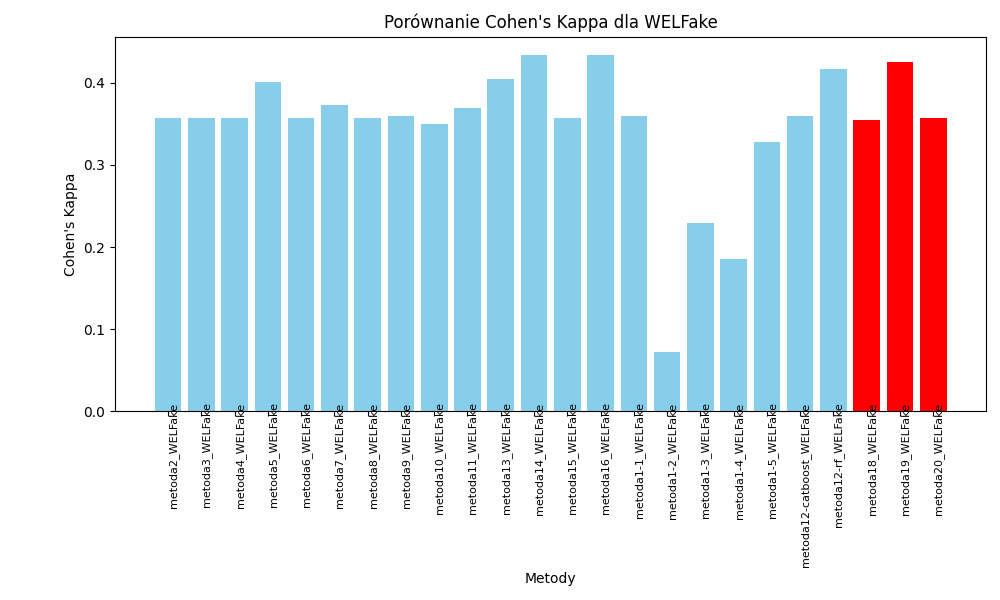 Porównanie Cohen's Kappa dla WELFake
Cohen's Kappa
0.4
0.3
0.2
0.1
0.0
metoda2_WELFake
metoda3_WELFake
metoda4_WELFake
metoda5_WELFake
metoda6_WELFake
metoda7_WELFake
metoda8_WELFake
metoda9_WELFake
metoda10_WELFake
metoda11_WELFake
metoda13_WELFake
metoda14_WELFake
metoda15_WELFake
metoda16_WELFake
metoda1-1_WELFake
metoda1-2_WELFake
metoda1-3_WELFake
metoda1-4_WELFake
metoda1-5_WELFake
metoda12-catboost_WELFake
metoda12-rf_WELFake
metoda18_WELFake
metoda19_WELFake
metoda20_WELFake
Metody